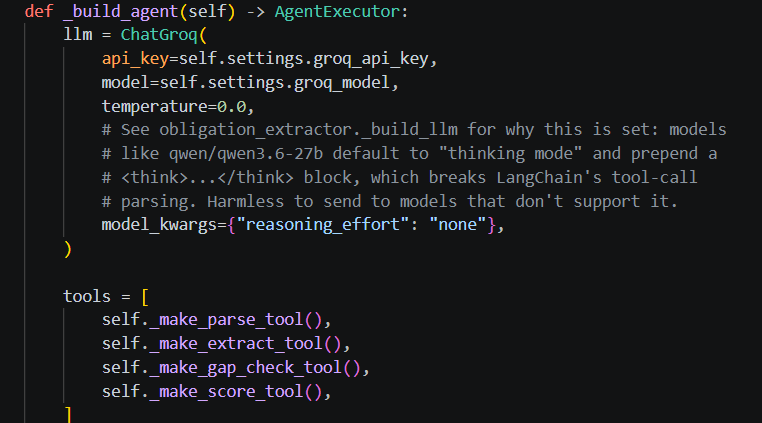 def _build_agent(self) -> AgentExecutor:
    llm = ChatGroq(
        api_key=self.settings.groq_api_key,
        model=self.settings.groq_model,
        temperature=0.0,
        # See obligation_extractor._build_llm for why this is set: models
        # like qwen/qwen3.6-27b default to "thinking mode" and prepend a
        # <think>...</think> block, which breaks LangChain's tool-call
        # parsing. Harmless to send to models that don't support it.
        model_kwargs={"reasoning_effort": "none"},
    )

    tools = [
        self._make_parse_tool(),
        self._make_extract_tool(),
        self._make_gap_check_tool(),
        self._make_score_tool(),
    ]